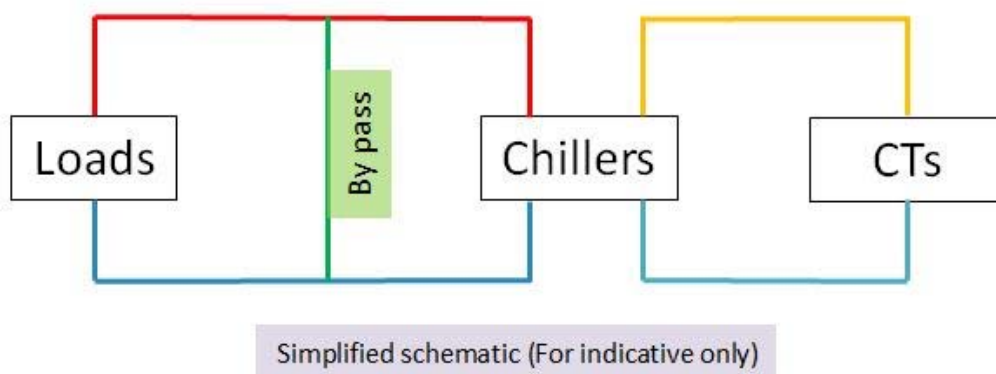 Loads
By pass
Chillers
CTs
Simplified schematic (For indicative only)